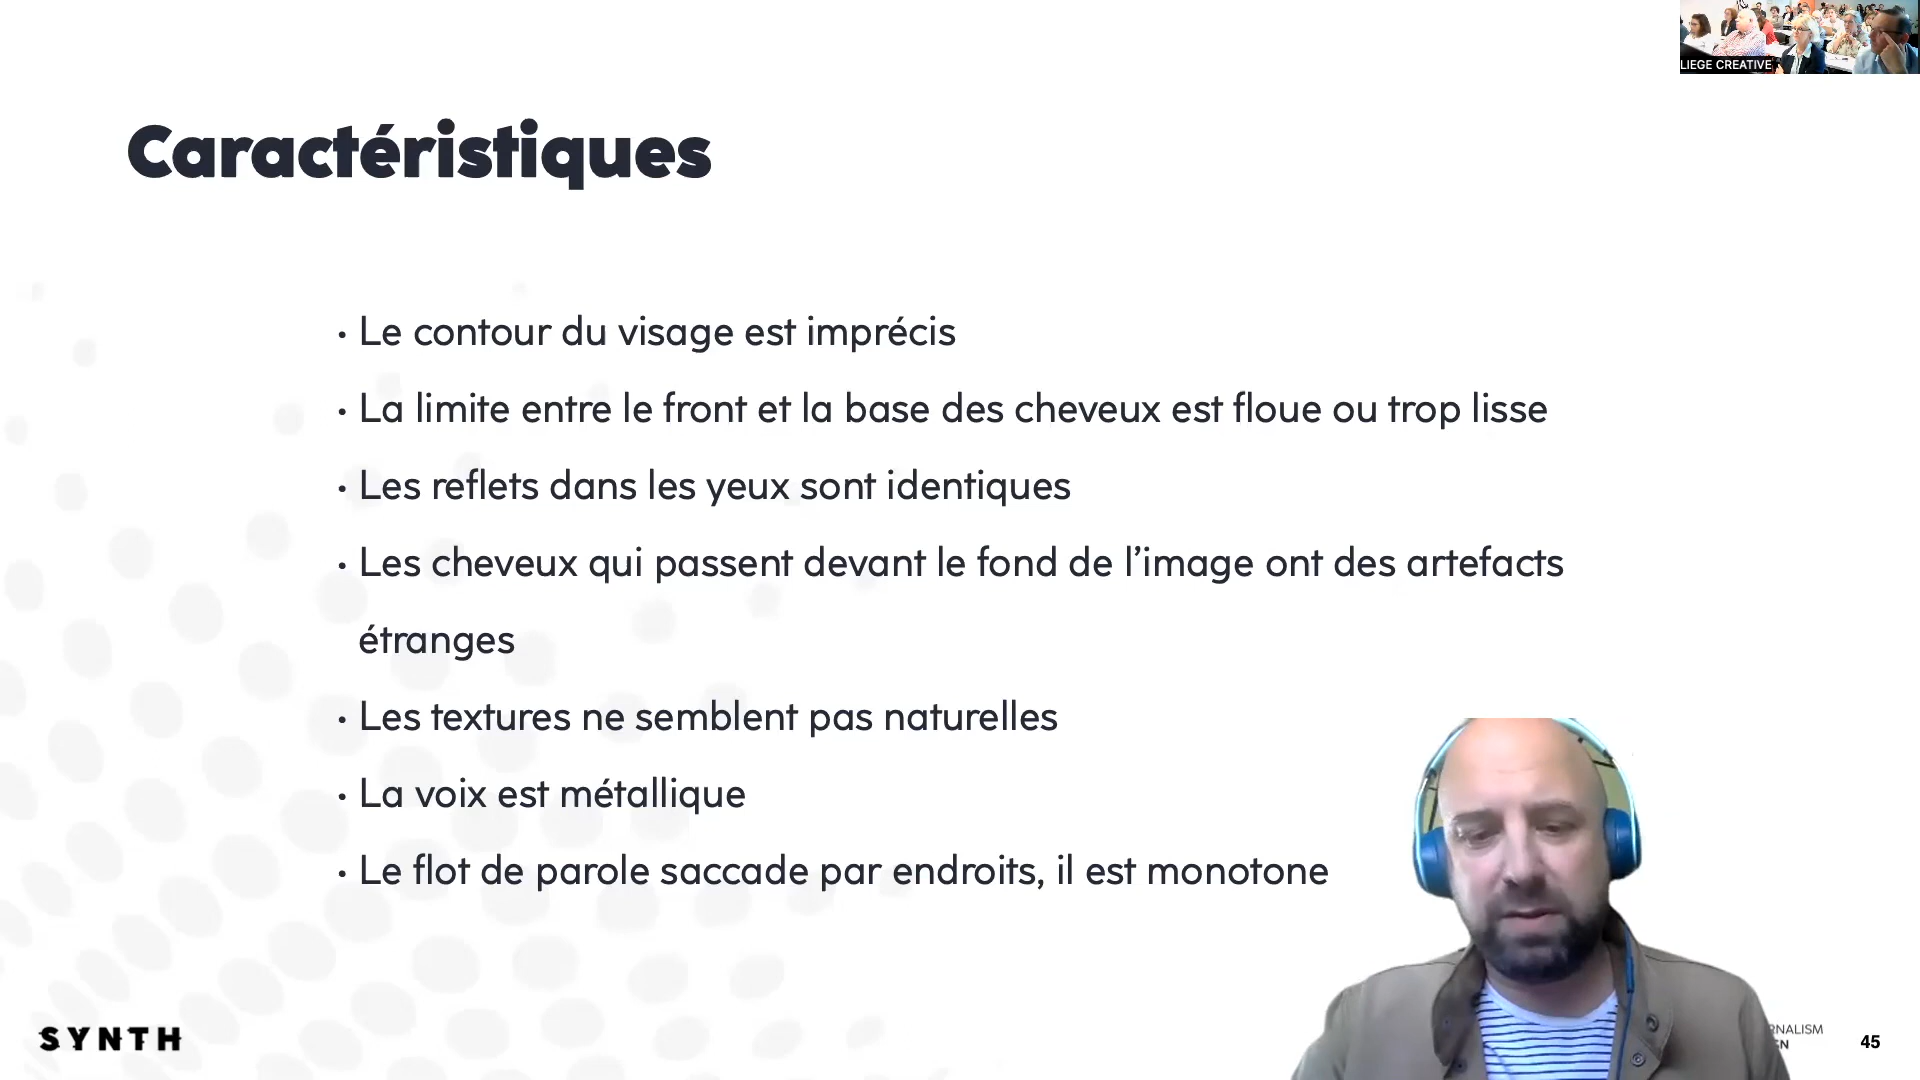 LIEGE CREATIVE
Caractéristiques
• Le contour du visage est imprécis
• La limite entre le front et la base des cheveux est floue ou trop lisse
• Les reflets dans les yeux sont identiques
• Les cheveux qui passent devant le fond de l’image ont des artefacts
étranges
• Les textures ne semblent pas naturelles
• La voix est métallique
• Le flot de parole saccade par endroits, il est monotone
SYNTH
45